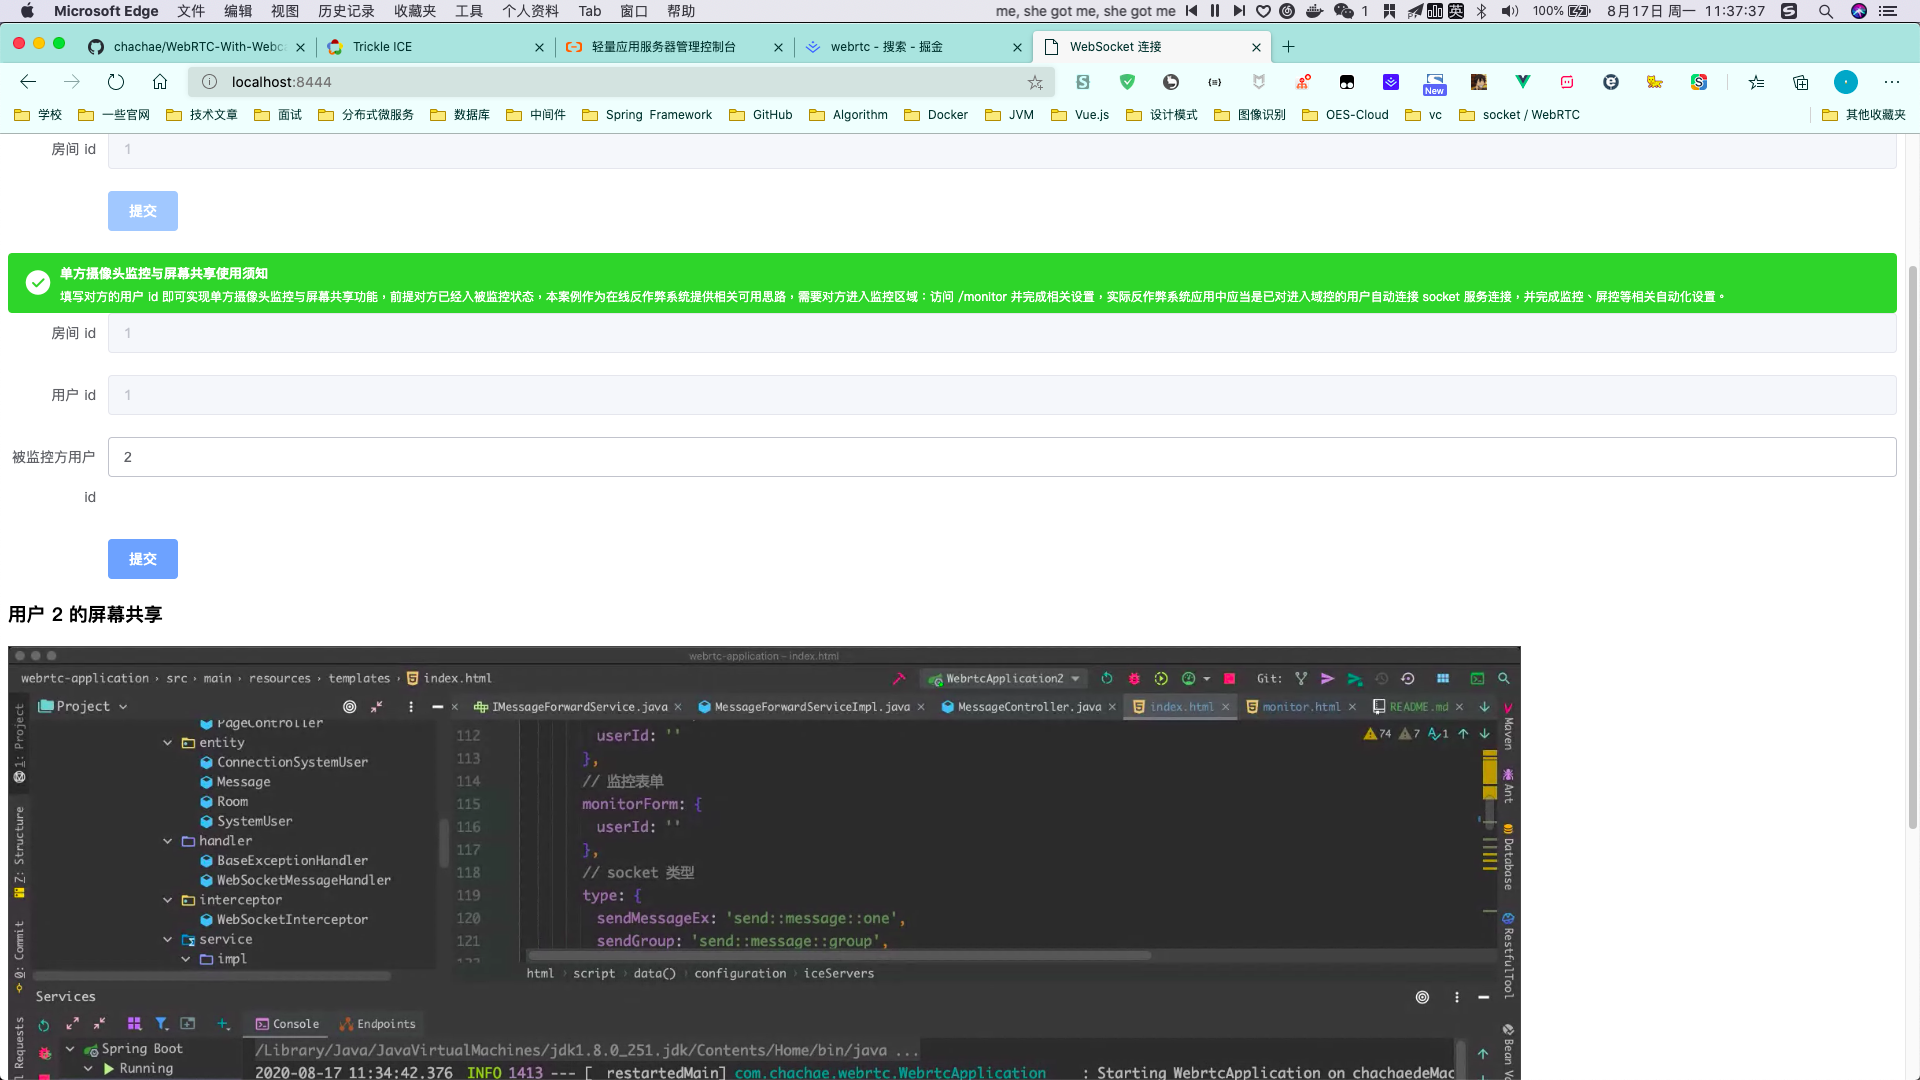 Microsoft Edge 文件 编辑 视图 历史记录 收藏夹 工具 个人资料 Tab 窗口 帮助 me, she got me, she got me 1 英 100% 8月17日 周一 11:37:37
chachae/WebRTC-With-Webc Trickle ICE 轻量应用服务器管理控制台 webrtc - 搜索 - 掘金 WebSocket 连接
localhost:8444 New
学校 一些官网 技术文章 面试 分布式微服务 数据库 中间件 Spring Framework GitHub Algorithm Docker JVM Vue.js 设计模式 图像识别 OES-Cloud vc socket / WebRTC 其他收藏夹
房间 id 1
提交
单方摄像头监控与屏幕共享使用须知
填写对方的用户 id 即可实现单方摄像头监控与屏幕共享功能，前提对方已经入被监控状态，本案例作为在线反作弊系统提供相关可用思路，需要对方进入监控区域：访问 /monitor 并完成相关设置，实际反作弊系统应用中应当是已对进入域控的用户自动连接 socket 服务连接，并完成监控、屏控等相关自动化设置。
房间 id 1
用户 id 1
被监控方用户 id 2
提交
用户 2 的屏幕共享
webrtc-application – index.html
webrtc-application › src › main › resources › templates › index.html WebrtcApplication2 Git:
Project IMessageForwardService.java MessageForwardServiceImpl.java MessageController.java index.html monitor.html README.md
PageController
entity
ConnectionSystemUser
Message
Room
SystemUser
handler
BaseExceptionHandler
WebSocketMessageHandler
interceptor
WebSocketInterceptor
service
impl
112 userId: ''
113 },
114 // 监控表单
115 monitorForm: {
116 userId: ''
117 },
118 // socket 类型
119 type: {
120 sendMessageEx: 'send::message::one',
121 sendGroup: 'send::message::group',
74 7 1
html › script › data() › configuration › iceServers
1: Project
7: Structure
0: Commit
Requests
Maven
Ant
Database
RestfulTool
Bean
Services
Console Endpoints
Spring Boot
Running
/Library/Java/JavaVirtualMachines/jdk1.8.0_251.jdk/Contents/Home/bin/java ...
2020-08-17 11:34:42.376 INFO 1413 --- [ restartedMain] com.chachae.webrtc.WebrtcApplication : Starting WebrtcApplication on chachaedeMac